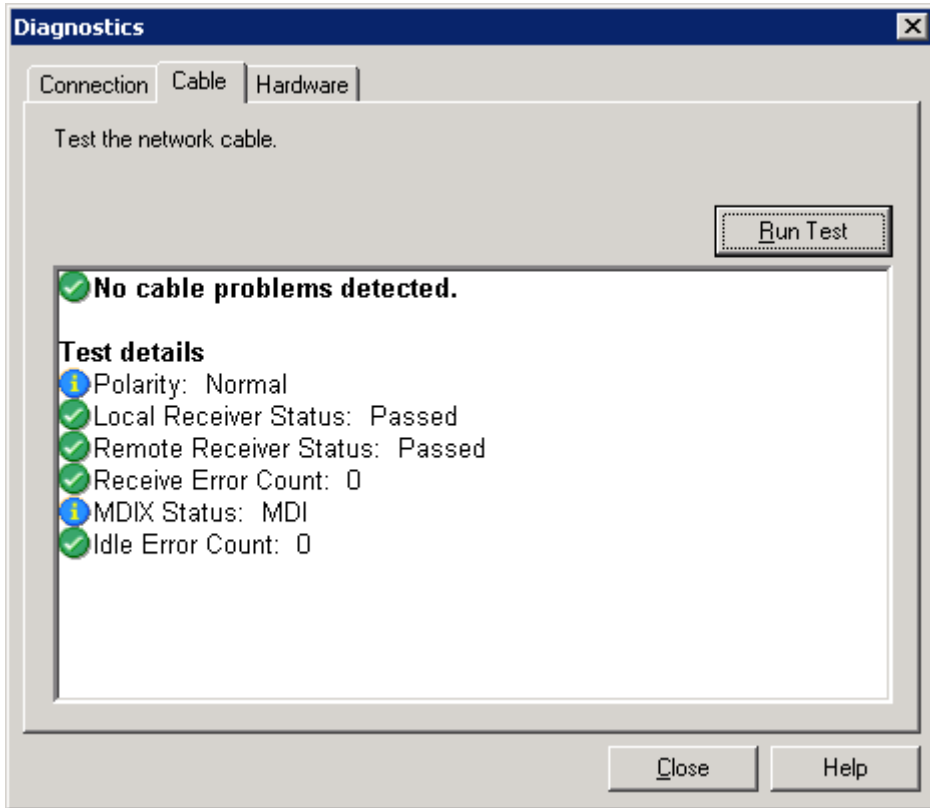 Diagnostics
Connection Cable Hardware
Test the network cable.
Run Test
No cable problems detected.
Test details
Polarity: Normal
Local Receiver Status: Passed
Remote Receiver Status: Passed
Receive Error Count: 0
MDIX Status: MDI
Idle Error Count: 0
Close Help